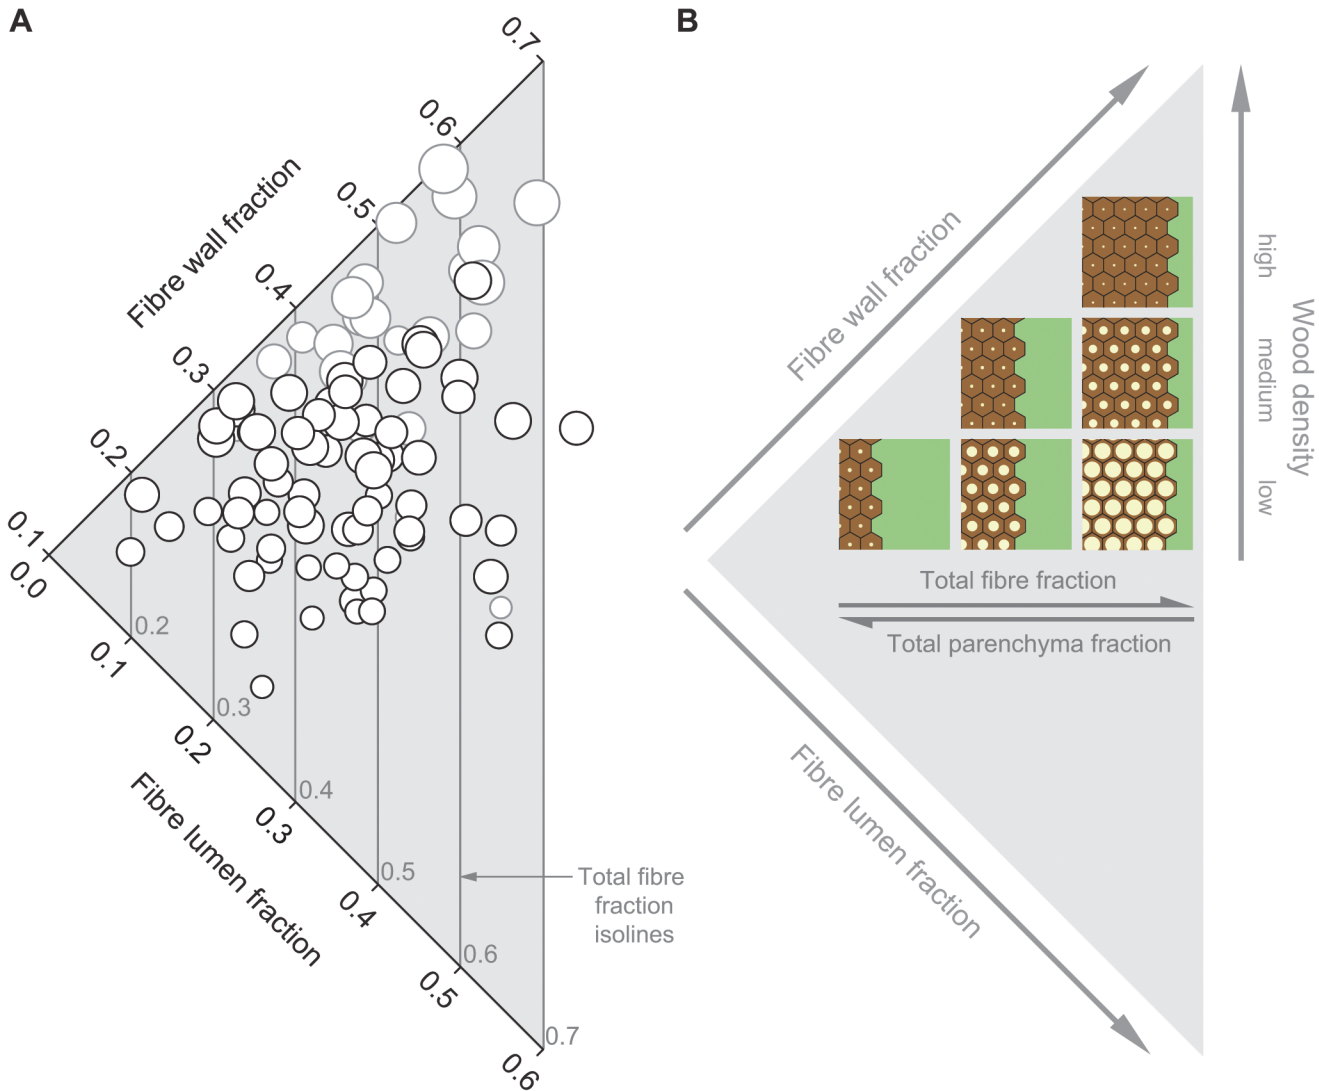 A
B
0.7
0.6
0.5
0.4
0.3
0.2
0.1
Fibre wall fraction
0.0
0.1
0.2
0.3
0.4
0.5
0.6
Fibre lumen fraction
0.2
0.3
0.4
0.5
0.6
0.7
Total fibre
fraction
isolines
Fibre wall fraction
high
medium
low
Wood density
Total fibre fraction
Total parenchyma fraction
Fibre lumen fraction